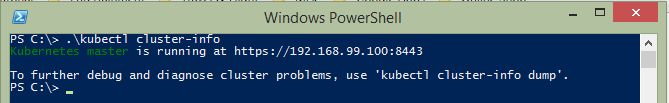 Windows PowerShell
PS C:\> .\kubectl cluster-info
Kubernetes master is running at https://192.168.99.100:8443
To further debug and diagnose cluster problems, use 'kubectl cluster-info dump'.
PS C:\>